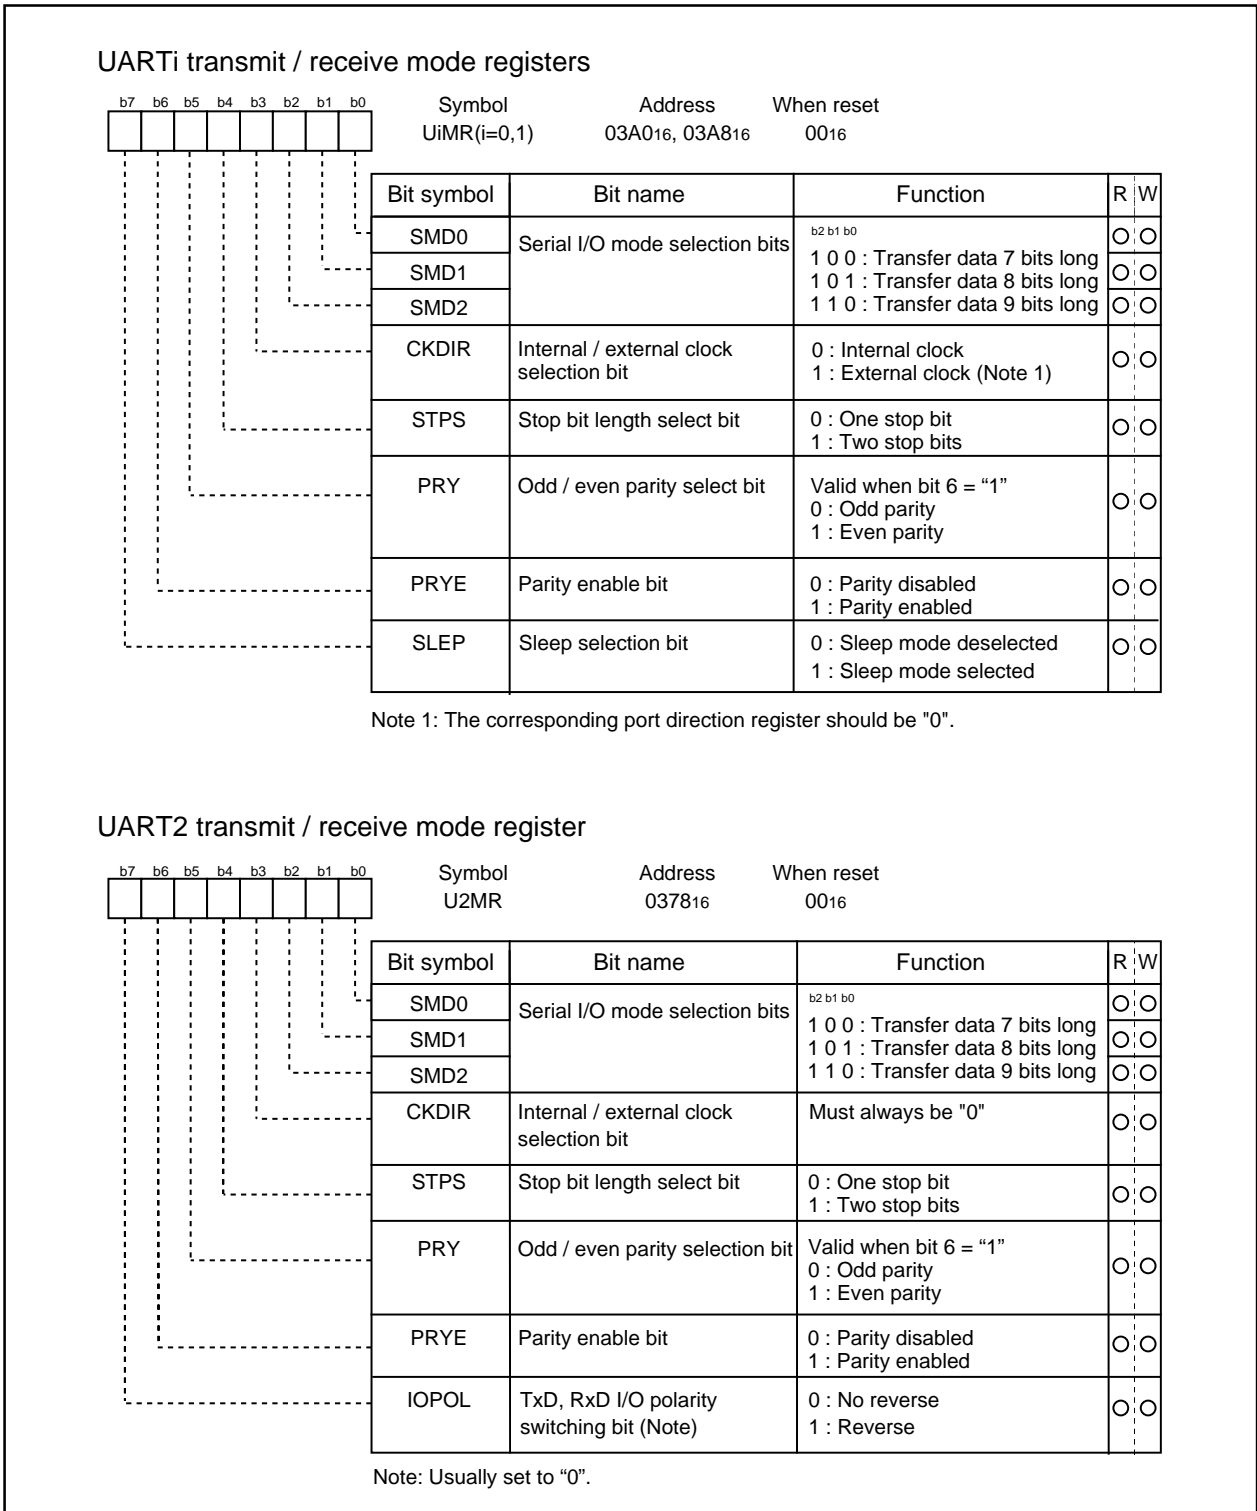 UARTi transmit / receive mode registers
b7 b6 b5 b4 b3 b2 b1 b0
Symbol Address When reset
UiMR(i=0,1) 03A016, 03A816 0016
Bit symbol Bit name Function R W
SMD0 Serial I/O mode selection bits b2 b1 b0
1 0 0 : Transfer data 7 bits long
SMD1 1 0 1 : Transfer data 8 bits long
SMD2 1 1 0 : Transfer data 9 bits long
CKDIR Internal / external clock 0 : Internal clock
selection bit 1 : External clock (Note 1)
STPS Stop bit length select bit 0 : One stop bit
1 : Two stop bits
PRY Odd / even parity select bit Valid when bit 6 = “1”
0 : Odd parity
1 : Even parity
PRYE Parity enable bit 0 : Parity disabled
1 : Parity enabled
SLEP Sleep selection bit 0 : Sleep mode deselected
1 : Sleep mode selected
Note 1: The corresponding port direction register should be "0".
UART2 transmit / receive mode register
b7 b6 b5 b4 b3 b2 b1 b0
Symbol Address When reset
U2MR 037816 0016
Bit symbol Bit name Function R W
SMD0 Serial I/O mode selection bits b2 b1 b0
1 0 0 : Transfer data 7 bits long
SMD1 1 0 1 : Transfer data 8 bits long
SMD2 1 1 0 : Transfer data 9 bits long
CKDIR Internal / external clock Must always be "0"
selection bit
STPS Stop bit length select bit 0 : One stop bit
1 : Two stop bits
PRY Odd / even parity selection bit Valid when bit 6 = “1”
0 : Odd parity
1 : Even parity
PRYE Parity enable bit 0 : Parity disabled
1 : Parity enabled
IOPOL TxD, RxD I/O polarity 0 : No reverse
switching bit (Note) 1 : Reverse
Note: Usually set to “0”.